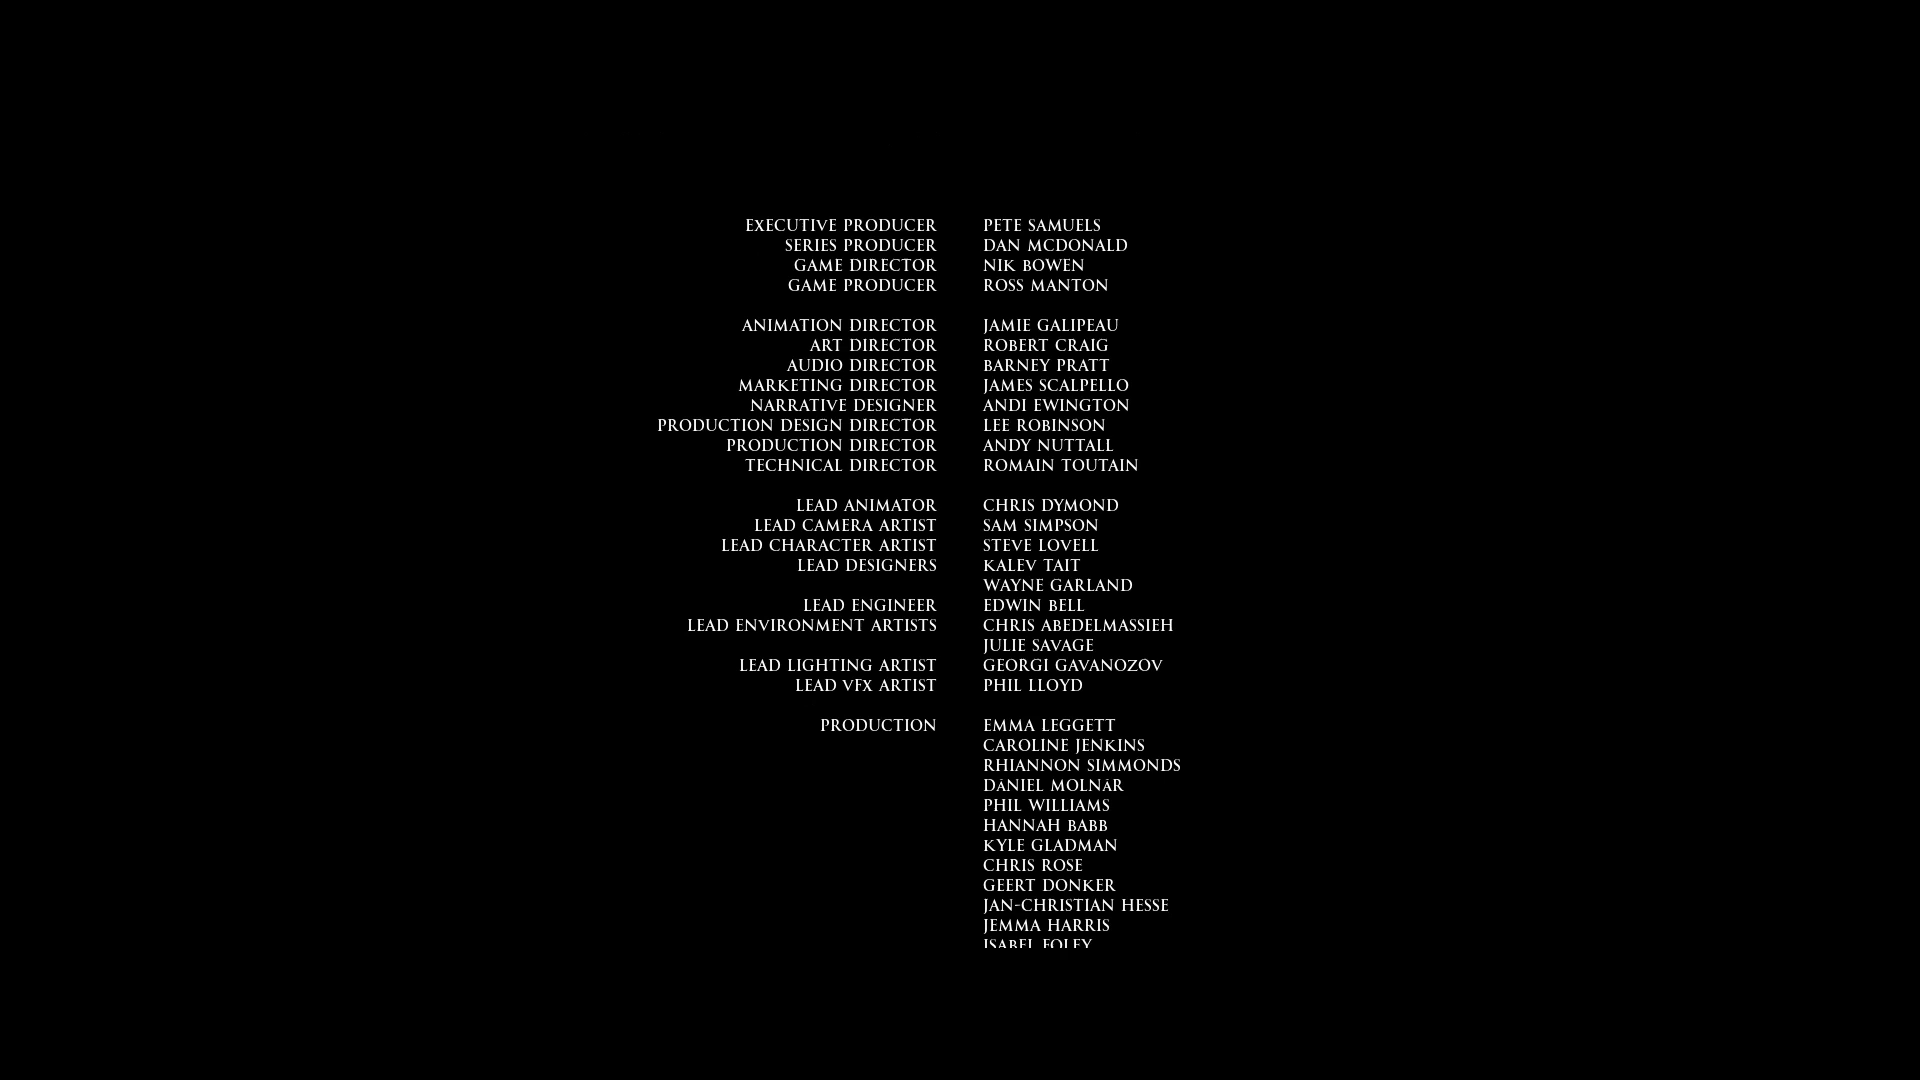 EXECUTIVE PRODUCER PETE SAMUELS
SERIES PRODUCER DAN MCDONALD
GAME DIRECTOR NIK BOWEN
GAME PRODUCER ROSS MANTON
ANIMATION DIRECTOR JAMIE GALIPEAU
ART DIRECTOR ROBERT CRAIG
AUDIO DIRECTOR BARNEY PRATT
MARKETING DIRECTOR JAMES SCALPELLO
NARRATIVE DESIGNER ANDI EWINGTON
PRODUCTION DESIGN DIRECTOR LEE ROBINSON
PRODUCTION DIRECTOR ANDY NUTTALL
TECHNICAL DIRECTOR ROMAIN TOUTAIN
LEAD ANIMATOR CHRIS DYMOND
LEAD CAMERA ARTIST SAM SIMPSON
LEAD CHARACTER ARTIST STEVE LOVELL
LEAD DESIGNERS KALEV TAIT
WAYNE GARLAND
LEAD ENGINEER EDWIN BELL
LEAD ENVIRONMENT ARTISTS CHRIS ABEDELMASSIEH
JULIE SAVAGE
LEAD LIGHTING ARTIST GEORGI GAVANOZOV
LEAD VFX ARTIST PHIL LLOYD
PRODUCTION EMMA LEGGETT
CAROLINE JENKINS
RHIANNON SIMMONDS
DÁNIEL MOLNÁR
PHIL WILLIAMS
HANNAH BABB
KYLE GLADMAN
CHRIS ROSE
GEERT DONKER
JAN-CHRISTIAN HESSE
JEMMA HARRIS
ISABEL FOLEY